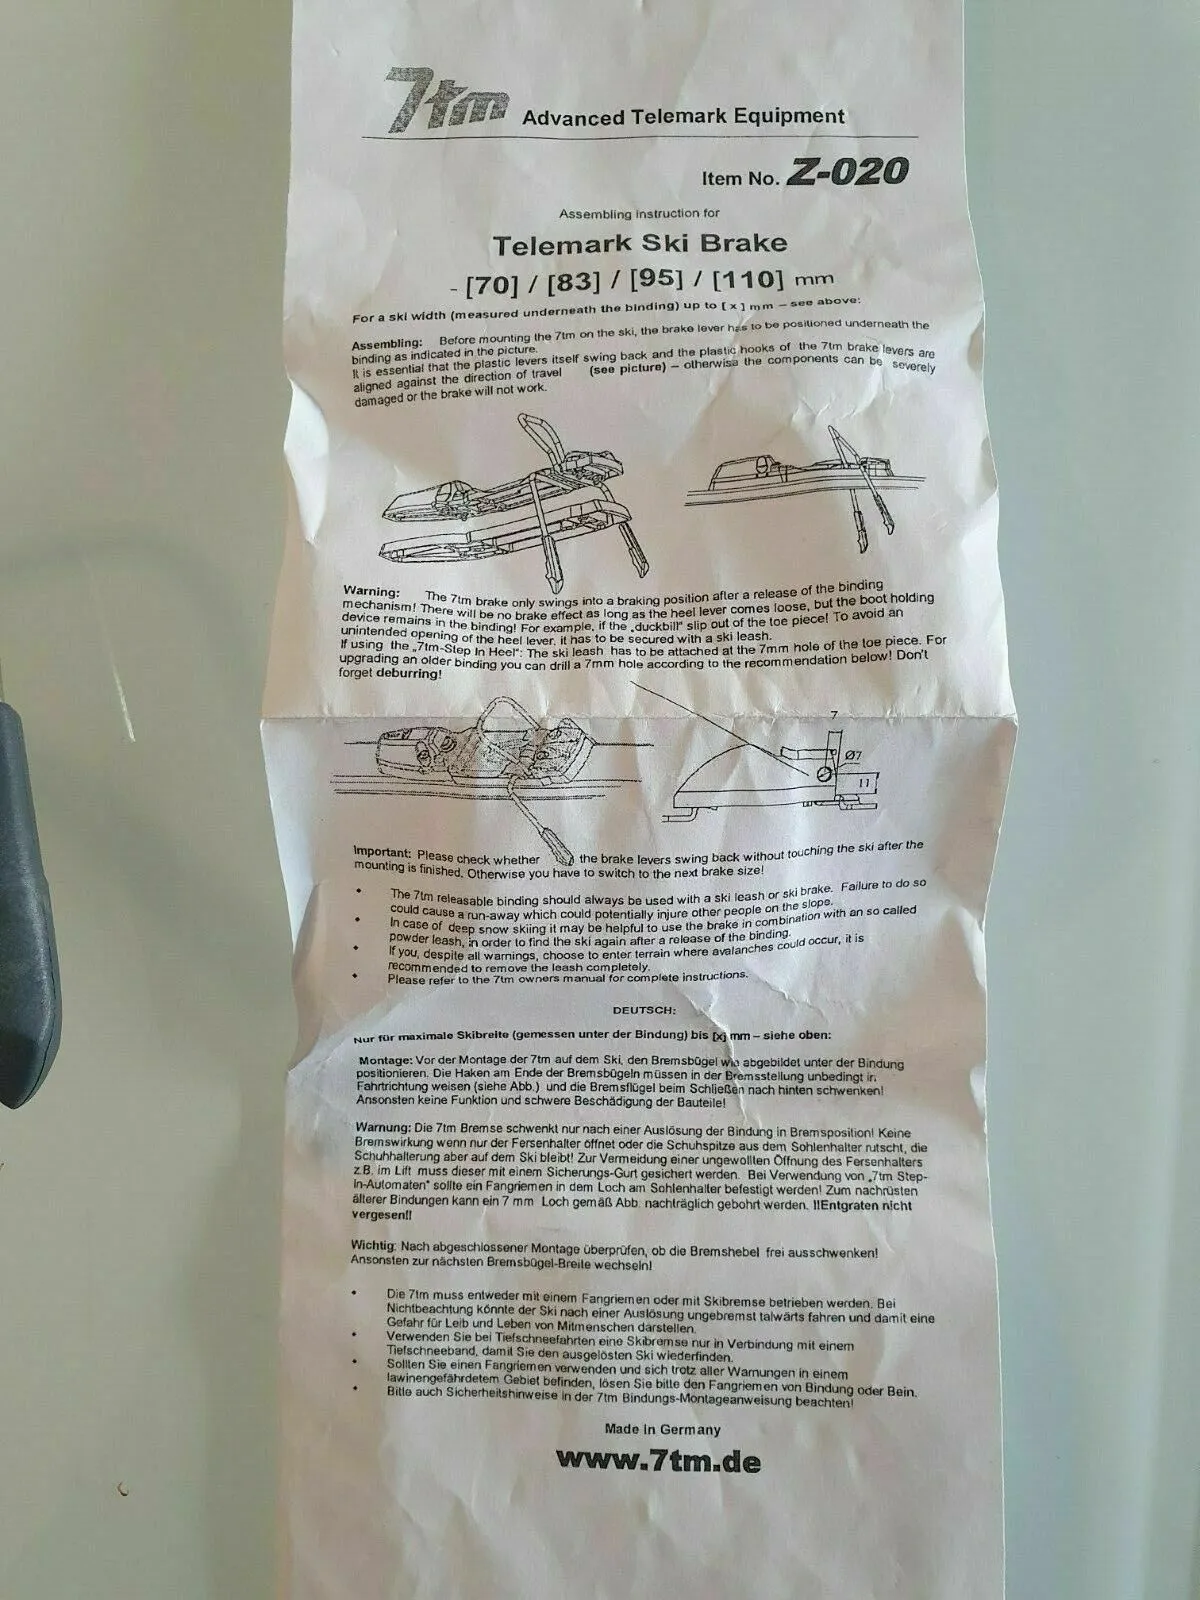 7tm Advanced Telemark Equipment
Item No. Z-020
Assembling instruction for
Telemark Ski Brake
- [70] / [83] / [95] / [110] mm
For a ski width (measured underneath the binding) up to [ x ] mm – see above:
Assembling: Before mounting the 7tm on the ski, the brake lever has to be positioned underneath the
binding as indicated in the picture.
It is essential that the plastic levers itself swing back and the plastic hooks of the 7tm brake levers are
aligned against the direction of travel (see picture) – otherwise the components can be severely
damaged or the brake will not work.
Warning: The 7tm brake only swings into a braking position after a release of the binding
mechanism! There will be no brake effect as long as the heel lever comes loose, but the boot holding
device remains in the binding! For example, if the „duckbill“ slip out of the toe piece! To avoid an
unintended opening of the heel lever, it has to be secured with a ski leash.
If using the „7tm-Step In Heel“: The ski leash has to be attached at the 7mm hole of the toe piece. For
upgrading an older binding you can drill a 7mm hole according to the recommendation below! Don't
forget deburring!
7
Ø7
11
Important: Please check whether the brake levers swing back without touching the ski after the
mounting is finished. Otherwise you have to switch to the next brake size!
• The 7tm releasable binding should always be used with a ski leash or ski brake. Failure to do so
could cause a run-away which could potentially injure other people on the slope.
• In case of deep snow skiing it may be helpful to use the brake in combination with an so called
powder leash, in order to find the ski again after a release of the binding.
• If you, despite all warnings, choose to enter terrain where avalanches could occur, it is
recommended to remove the leash completely.
• Please refer to the 7tm owners manual for complete instructions.
DEUTSCH:
Nur für maximale Skibreite (gemessen unter der Bindung) bis [x] mm – siehe oben:
Montage: Vor der Montage der 7tm auf dem Ski, den Bremsbügel wie abgebildet unter der Bindung
positionieren. Die Haken am Ende der Bremsbügeln müssen in der Bremsstellung unbedingt in
Fahrtrichtung weisen (siehe Abb.) und die Bremsflügel beim Schließen nach hinten schwenken!
Ansonsten keine Funktion und schwere Beschädigung der Bauteile!
Warnung: Die 7tm Bremse schwenkt nur nach einer Auslösung der Bindung in Bremsposition! Keine
Bremswirkung wenn nur der Fersenhalter öffnet oder die Schuhspitze aus dem Sohlenhalter rutscht, die
Schuhhalterung aber auf dem Ski bleibt! Zur Vermeidung einer ungewollten Öffnung des Fersenhalters
z.B. im Lift muss dieser mit einem Sicherungs-Gurt gesichert werden. Bei Verwendung von „7tm Step-
In-Automaten“ sollte ein Fangriemen in dem Loch am Sohlenhalter befestigt werden! Zum nachrüsten
älterer Bindungen kann ein 7 mm Loch gemäß Abb. nachträglich gebohrt werden. !!Entgraten nicht
vergesen!!
Wichtig: Nach abgeschlossener Montage überprüfen, ob die Bremshebel frei ausschwenken!
Ansonsten zur nächsten Bremsbügel-Breite wechseln!
• Die 7tm muss entweder mit einem Fangriemen oder mit Skibremse betrieben werden. Bei
Nichtbeachtung könnte der Ski nach einer Auslösung ungebremst talwärts fahren und damit eine
Gefahr für Leib und Leben von Mitmenschen darstellen.
• Verwenden Sie bei Tiefschneefahrten eine Skibremse nur in Verbindung mit einem
Tiefschneeband, damit Sie den ausgelösten Ski wiederfinden.
• Sollten Sie einen Fangriemen verwenden und sich trotz aller Warnungen in einem
lawinengefährdetem Gebiet befinden, lösen Sie bitte den Fangriemen von Bindung oder Bein.
• Bitte auch Sicherheitshinweise in der 7tm Bindungs-Montageanweisung beachten!
Made in Germany
www.7tm.de